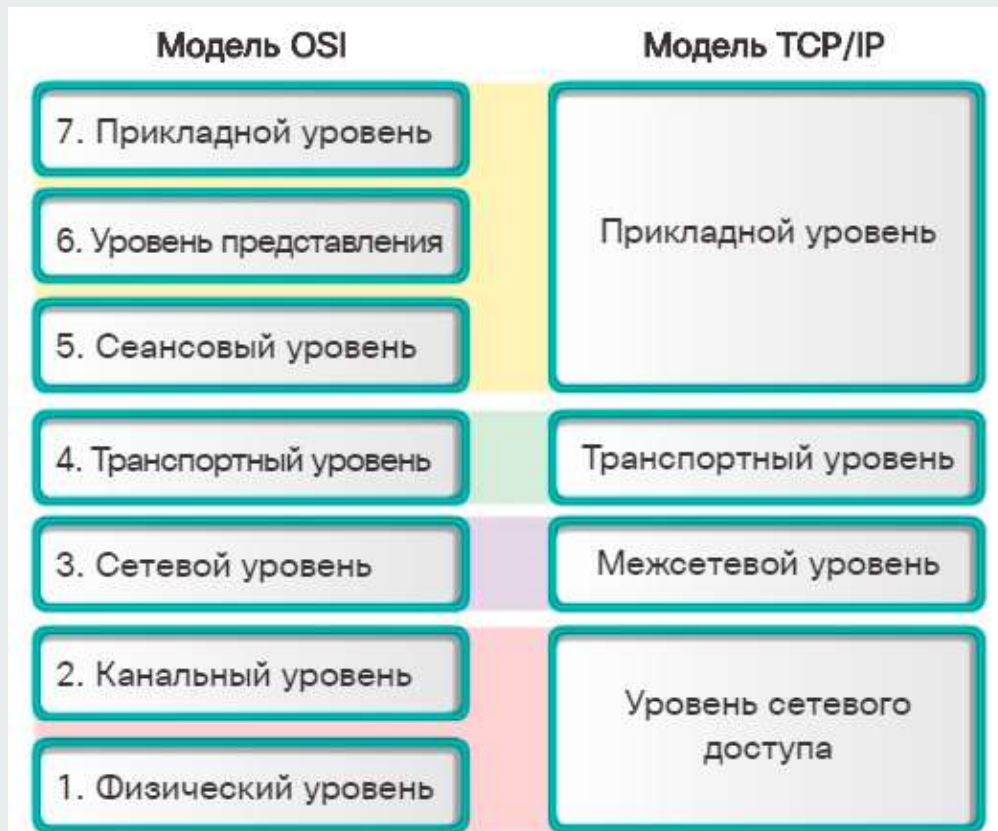 Модель OSI
Модель TCP/IP
7. Прикладной уровень
6. Уровень представления
5. Сеансовый уровень
Прикладной уровень
4. Транспортный уровень
Транспортный уровень
3. Сетевой уровень
Межсетевой уровень
2. Канальный уровень
1. Физический уровень
Уровень сетевого
доступа